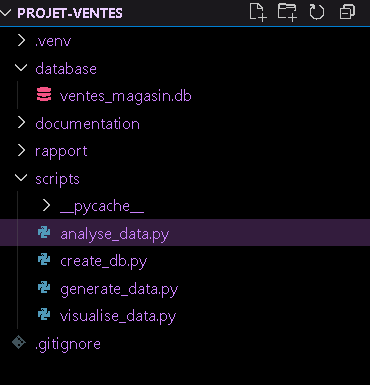 PROJET-VENTES
.venv
database
ventes_magasin.db
documentation
rapport
scripts
__pycache__
analyse_data.py
create_db.py
generate_data.py
visualise_data.py
.gitignore